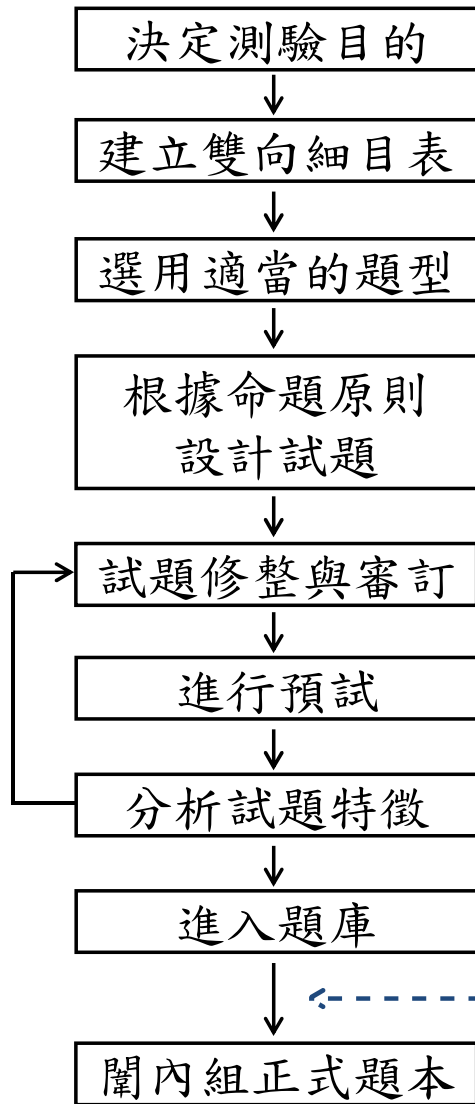 決定測驗目的
建立雙向細目表
選用適當的題型
根據命題原則
設計試題
試題修整與審訂
進行預試
分析試題特徵
進入題庫
闈內組正式題本